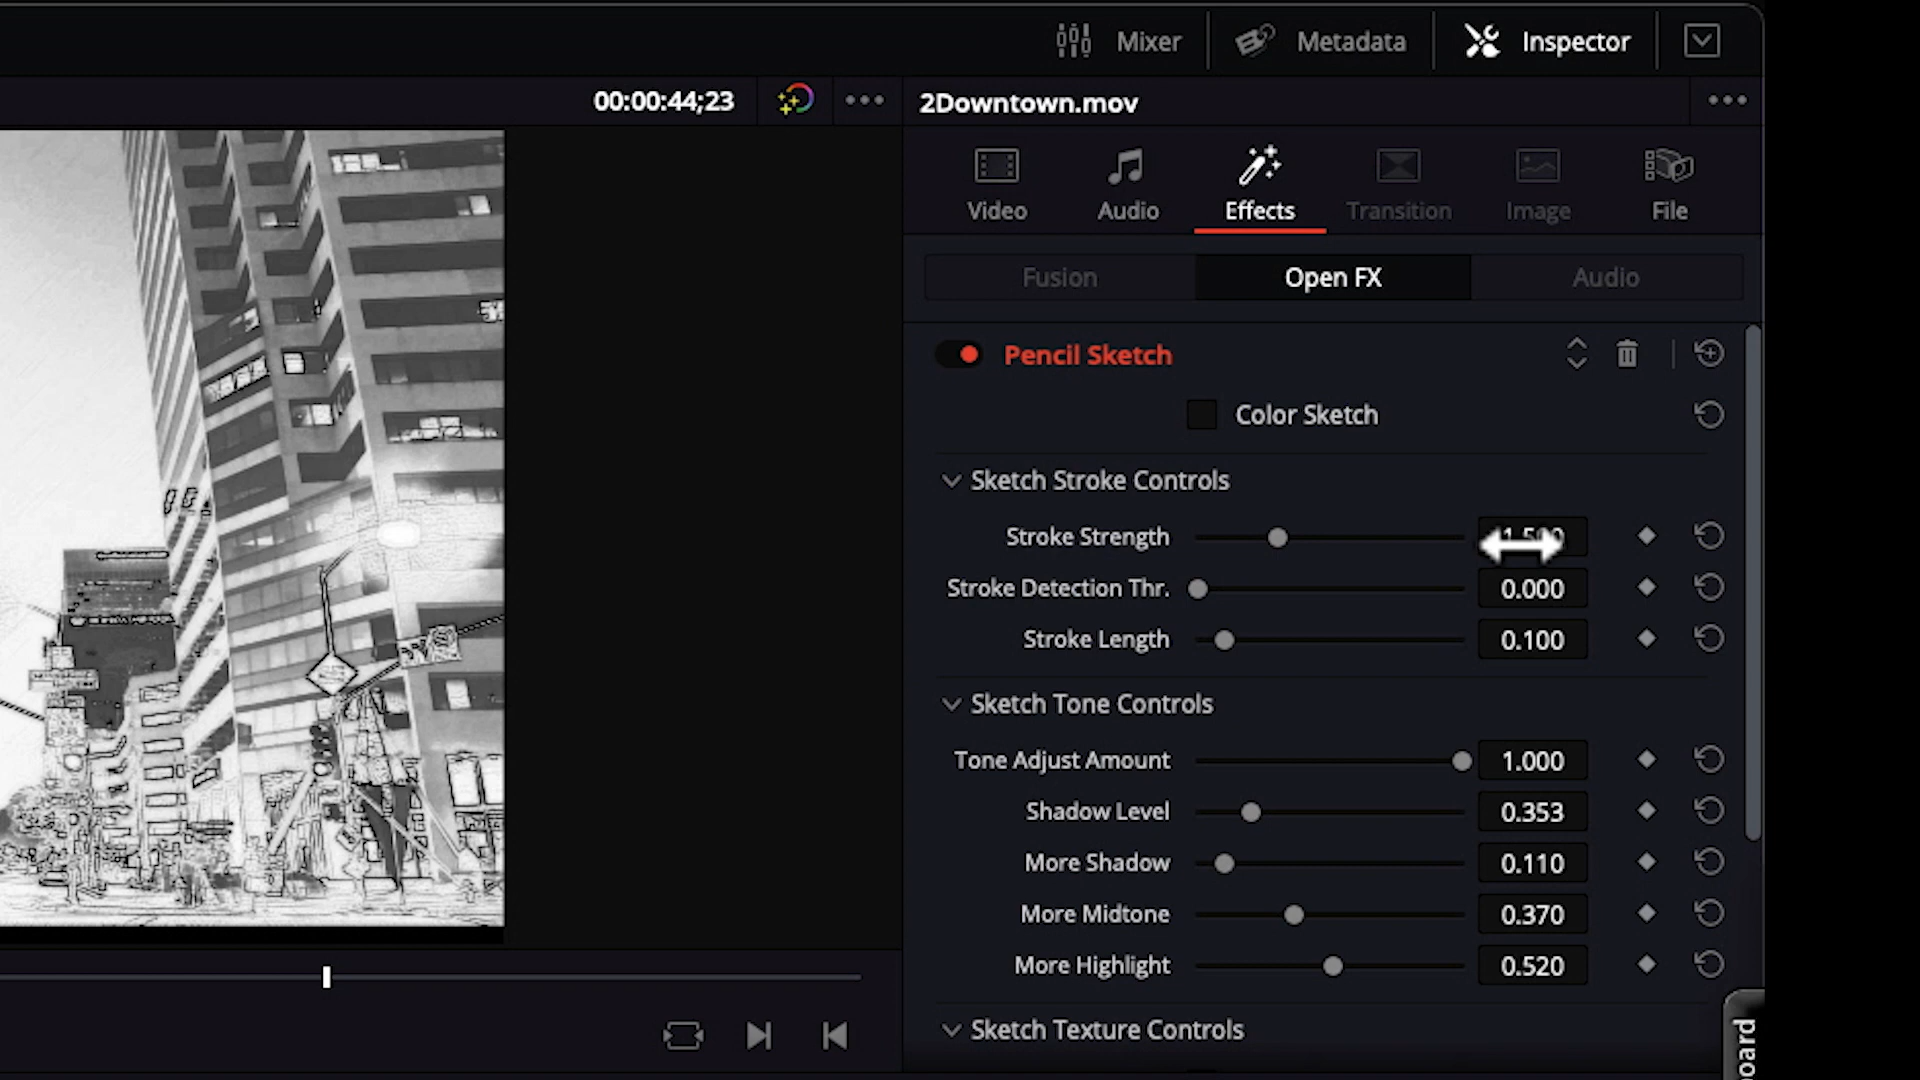 Mixer
Metadata
Inspector
00:00:44;23
2Downtown.mov
Video
Audio
Effects
Transition
Image
File
Fusion
Open FX
Audio
Pencil Sketch
Color Sketch
Sketch Stroke Controls
Stroke Strength
Stroke Detection Thr. 0.000
Stroke Length 0.100
Sketch Tone Controls
Tone Adjust Amount 1.000
Shadow Level 0.353
More Shadow 0.110
More Midtone 0.370
More Highlight 0.520
Sketch Texture Controls